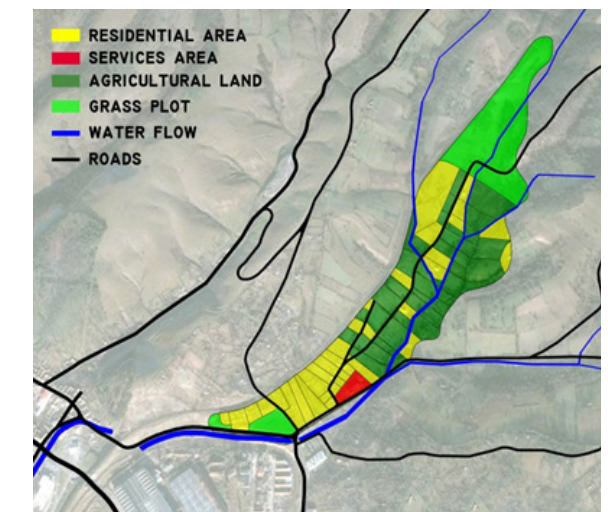 RESIDENTIAL AREA
SERVICES AREA
AGRICULTURAL LAND
GRASS PLOT
WATER FLOW
ROADS